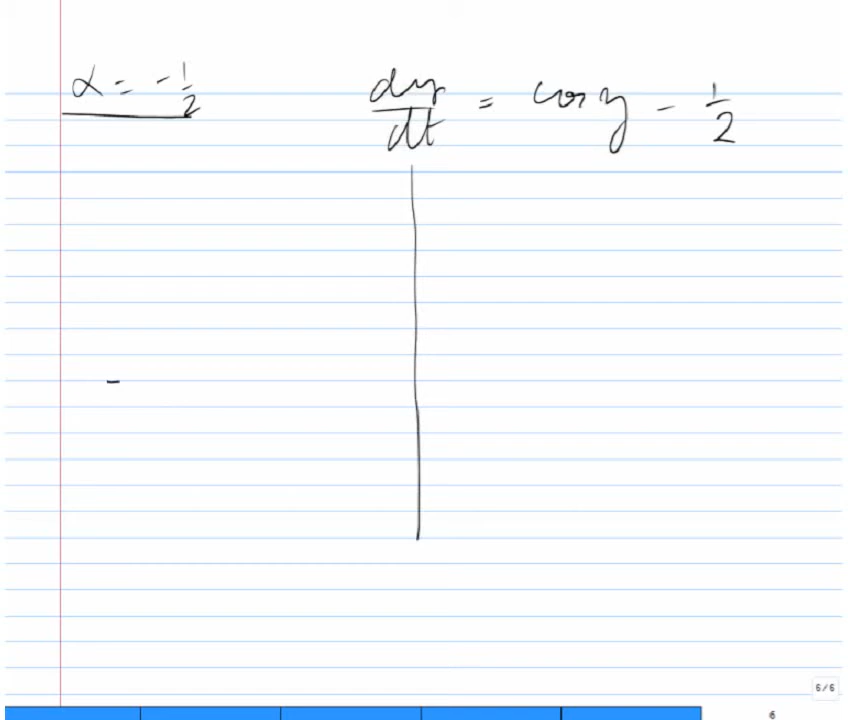 α = -1/2
dy/dt = cos y - 1/2
-
6/6
6